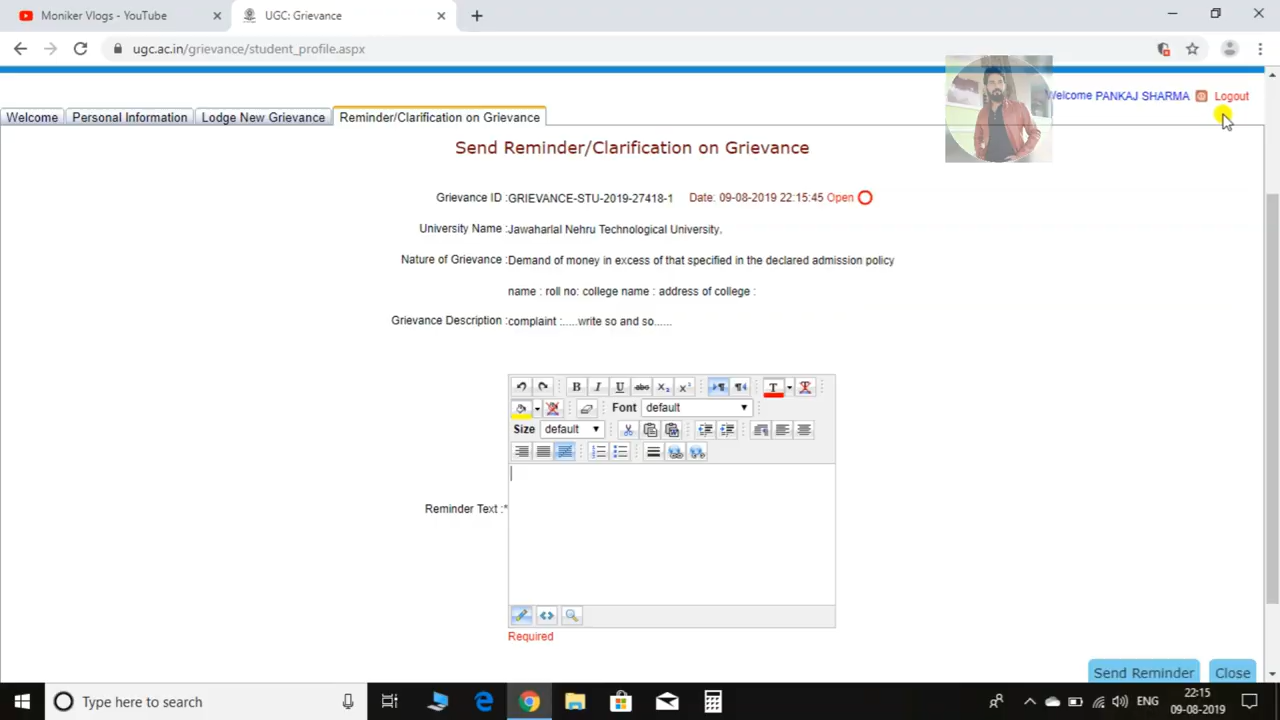 Moniker Vlogs - YouTube
UGC: Grievance
ugc.ac.in/grievance/student_profile.aspx
Welcome PANKAJ SHARMA Logout
Welcome Personal Information Lodge New Grievance Reminder/Clarification on Grievance
Send Reminder/Clarification on Grievance
Grievance ID :GRIEVANCE-STU-2019-27418-1 Date: 09-08-2019 22:15:45 Open
University Name :Jawaharlal Nehru Technological University.
Nature of Grievance :Demand of money in excess of that specified in the declared admission policy
name : roll no: college name : address of college :
Grievance Description :complaint :.....write so and so......
B I U abc X₂ X² T
Font default
Size default
Reminder Text :*
Required
Send Reminder Close
Type here to search
ENG
22:15
09-08-2019